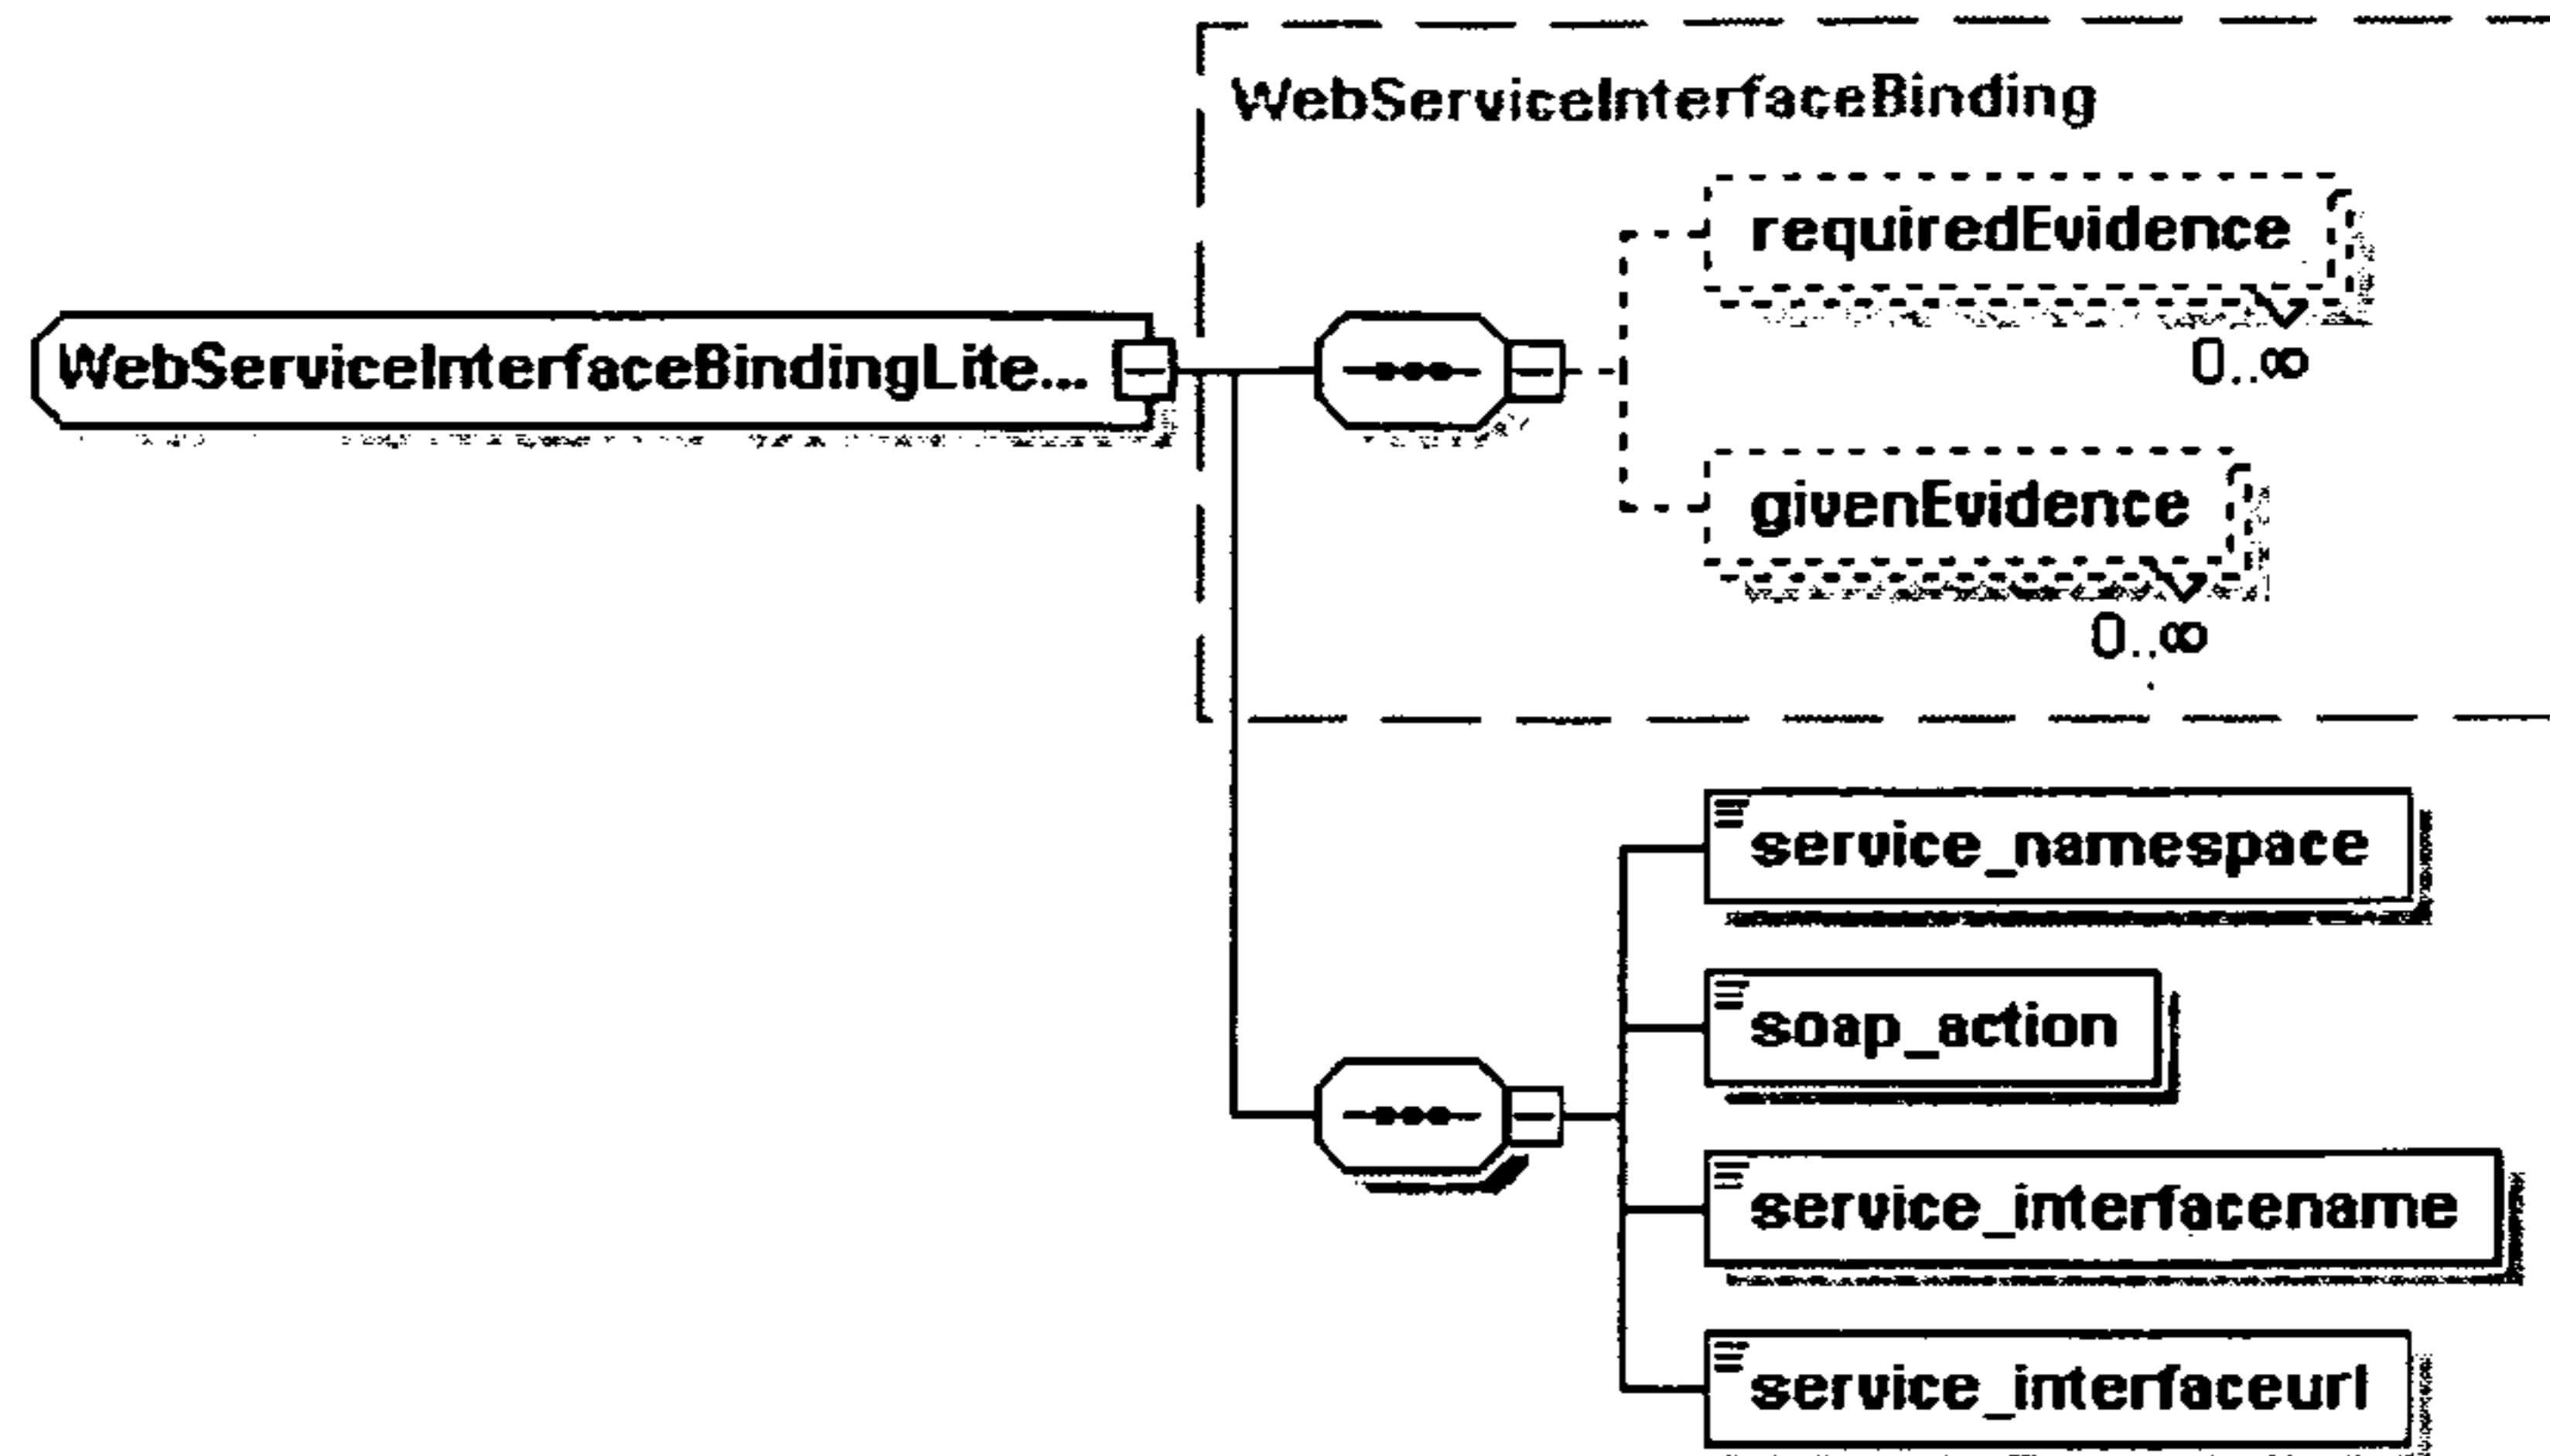 WebServiceInterfaceBinding
requiredEvidence
0..∞
WebServiceInterfaceBindingLite...
givenEvidence
0..∞
service_namespace
soap_action
service_interfacename
service_interfaceurl